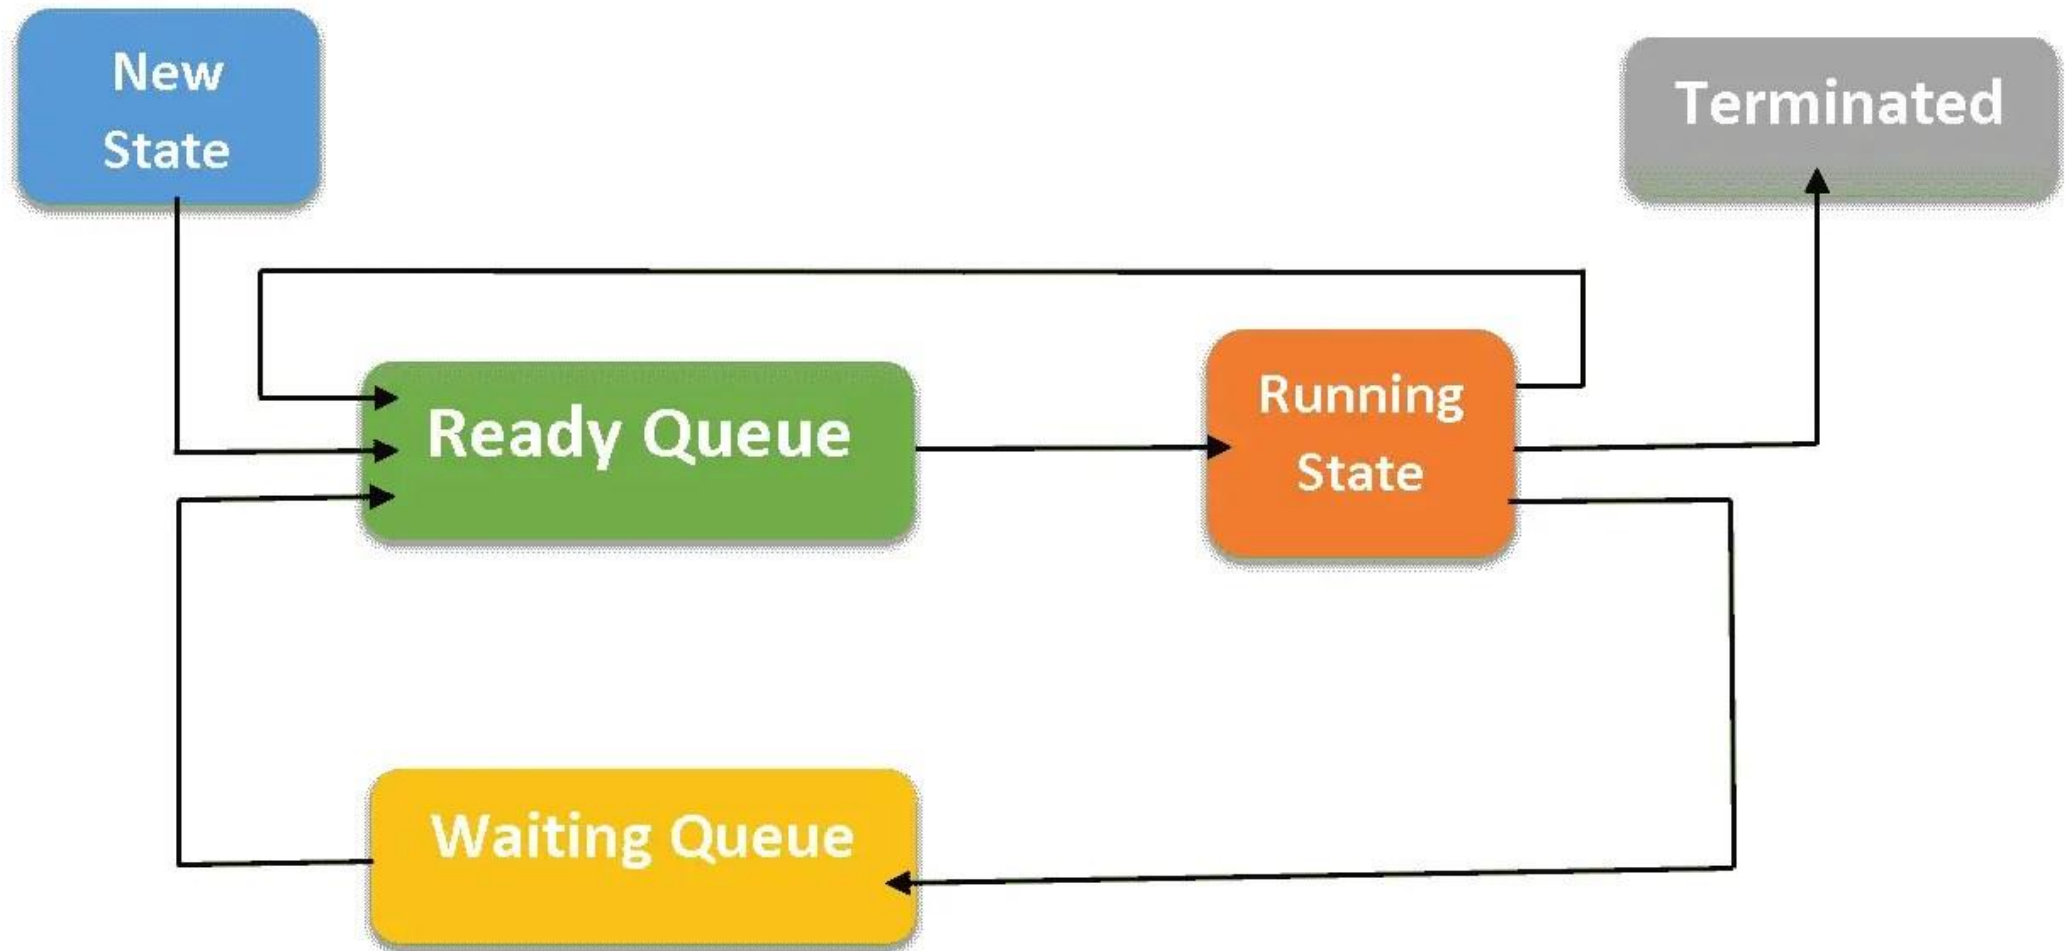 New
State
Terminated
Ready Queue
Running
State
Waiting Queue